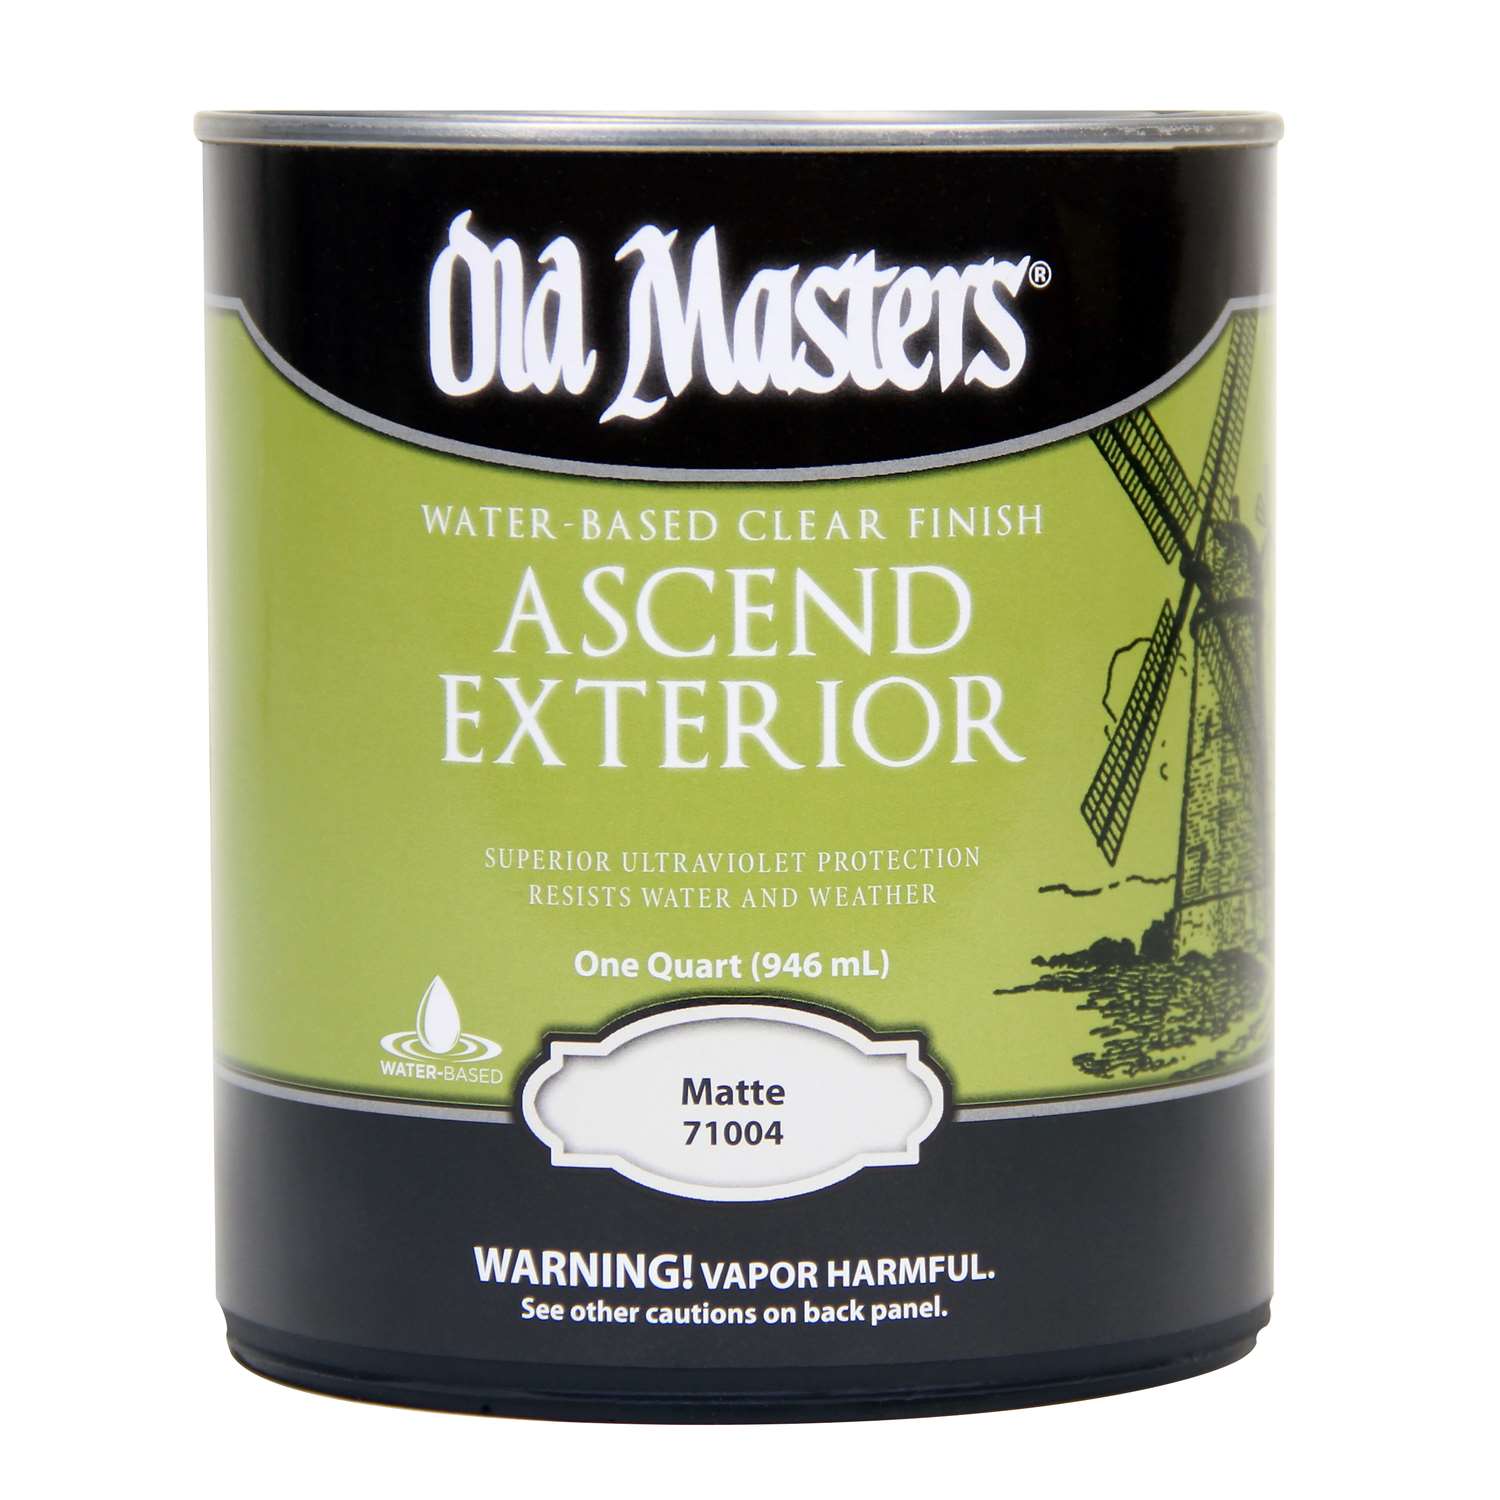 Old Masters®
WATER-BASED CLEAR FINISH
ASCEND
EXTERIOR
SUPERIOR ULTRAVIOLET PROTECTION
RESISTS WATER AND WEATHER
One Quart (946 mL)
WATER-BASED
Matte
71004
WARNING! VAPOR HARMFUL.
See other cautions on back panel.